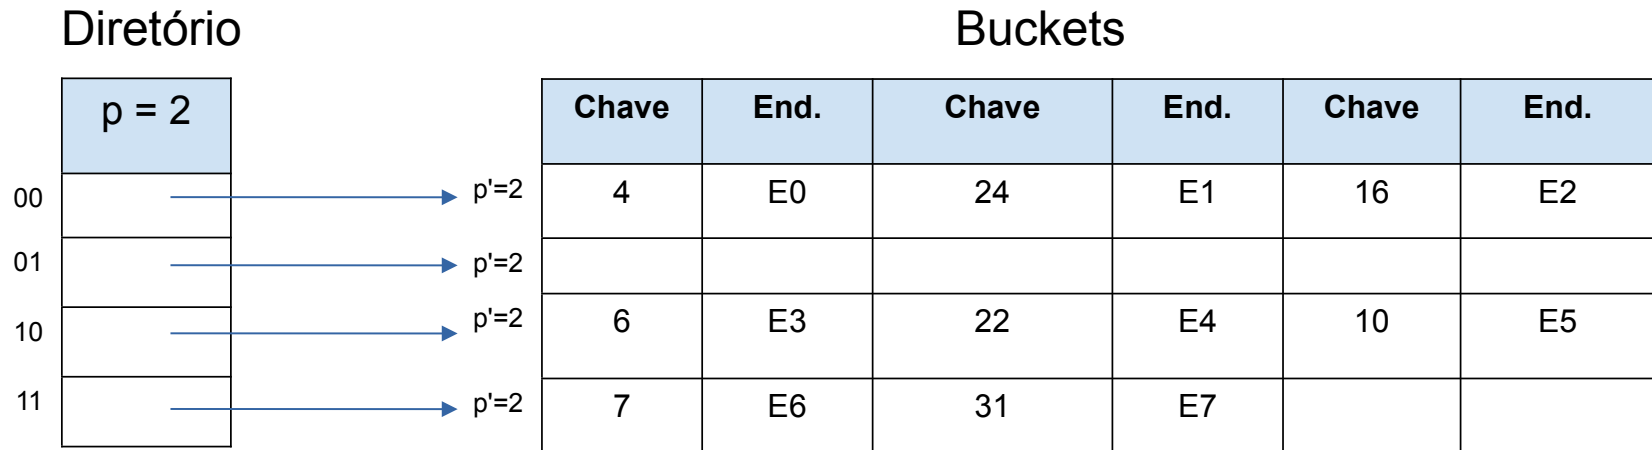 Diretório Buckets
p = 2 Chave End. Chave End. Chave End.
00 p'=2 4 E0 24 E1 16 E2
01 p'=2
10 p'=2 6 E3 22 E4 10 E5
11 p'=2 7 E6 31 E7